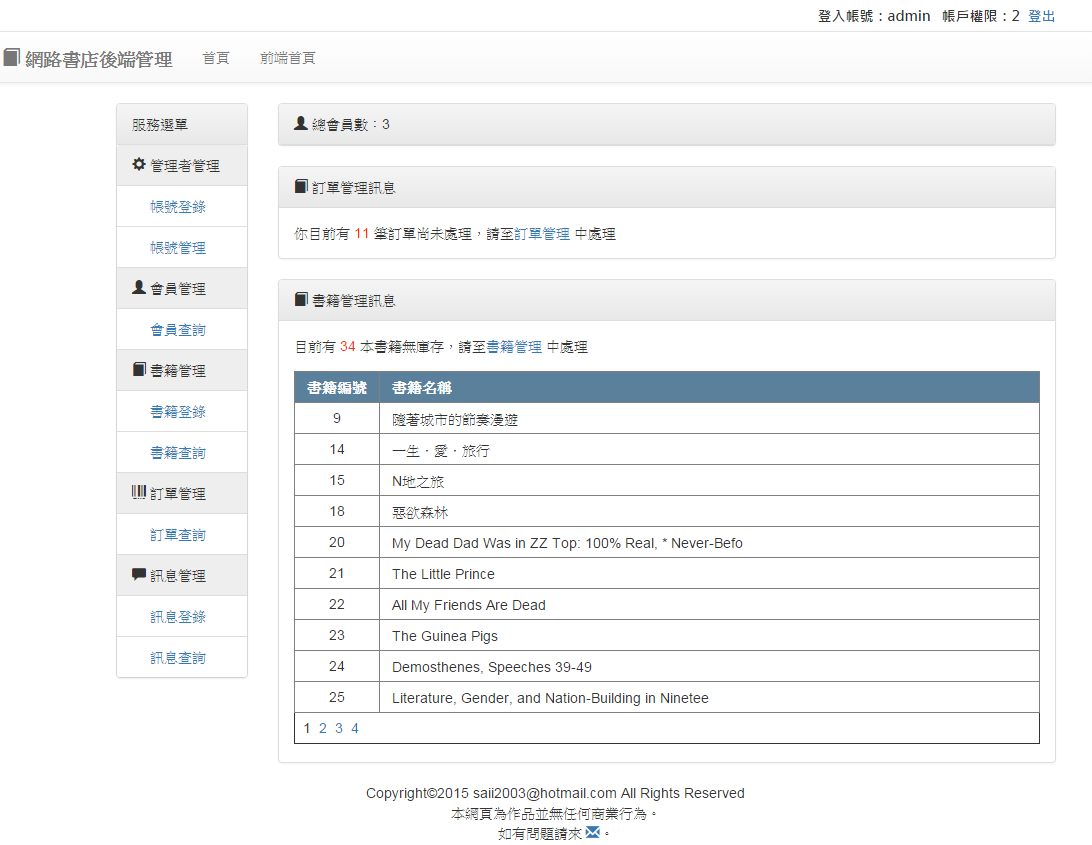 登入帳號：admin 帳戶權限：2 登出
網路書店後端管理 首頁 前端首頁
服務選單
管理者管理
帳號登錄
帳號管理
會員管理
會員查詢
書籍管理
書籍登錄
書籍查詢
訂單管理
訂單查詢
訊息管理
訊息登錄
訊息查詢
總會員數：3
訂單管理訊息
你目前有 11 筆訂單尚未處理，請至訂單管理 中處理
書籍管理訊息
目前有 34 本書籍無庫存，請至書籍管理 中處理
書籍編號 書籍名稱
9 隨著城市的節奏漫遊
14 一生．愛．旅行
15 N地之旅
18 惡欲森林
20 My Dead Dad Was in ZZ Top: 100% Real, * Never-Befo
21 The Little Prince
22 All My Friends Are Dead
23 The Guinea Pigs
24 Demosthenes, Speeches 39-49
25 Literature, Gender, and Nation-Building in Ninetee
1 2 3 4
Copyright©2015 saii2003@hotmail.com All Rights Reserved
本網頁為作品並無任何商業行為。
如有問題請來 。